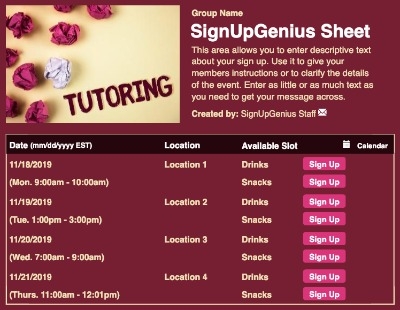 TUTORING
Group Name
SignUpGenius Sheet
This area allows you to enter descriptive text
about your sign up. Use it to give your
members instructions or to clarify the details
of the event. Enter as little or as much text as
you need to get your message across.
Created by: SignUpGenius Staff
Date (mm/dd/yyyy EST) Location Available Slot Calendar
11/18/2019 Location 1 Drinks Sign Up
(Mon. 9:00am - 10:00am) Snacks Sign Up
11/19/2019 Location 2 Drinks Sign Up
(Tue. 1:00pm - 3:00pm) Snacks Sign Up
11/20/2019 Location 3 Drinks Sign Up
(Wed. 7:00am - 9:00am) Snacks Sign Up
11/21/2019 Location 4 Drinks Sign Up
(Thurs. 11:00am - 12:01pm) Snacks Sign Up